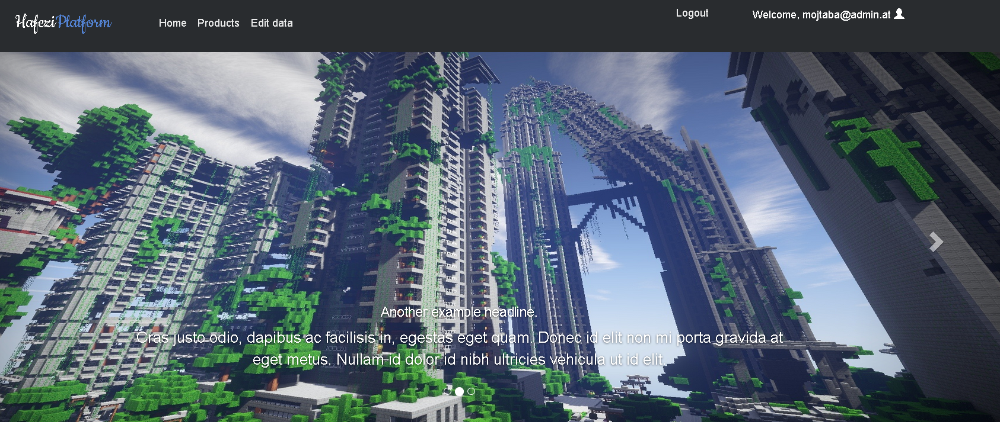 HafeziPlatform
Home Products Edit data
Logout
Welcome, mojtaba@admin.at
Another example headline.
Cras justo odio, dapibus ac facilisis in, egestas eget quam. Donec id elit non mi porta gravida at
eget metus. Nullam id dolor id nibh ultricies vehicula ut id elit.